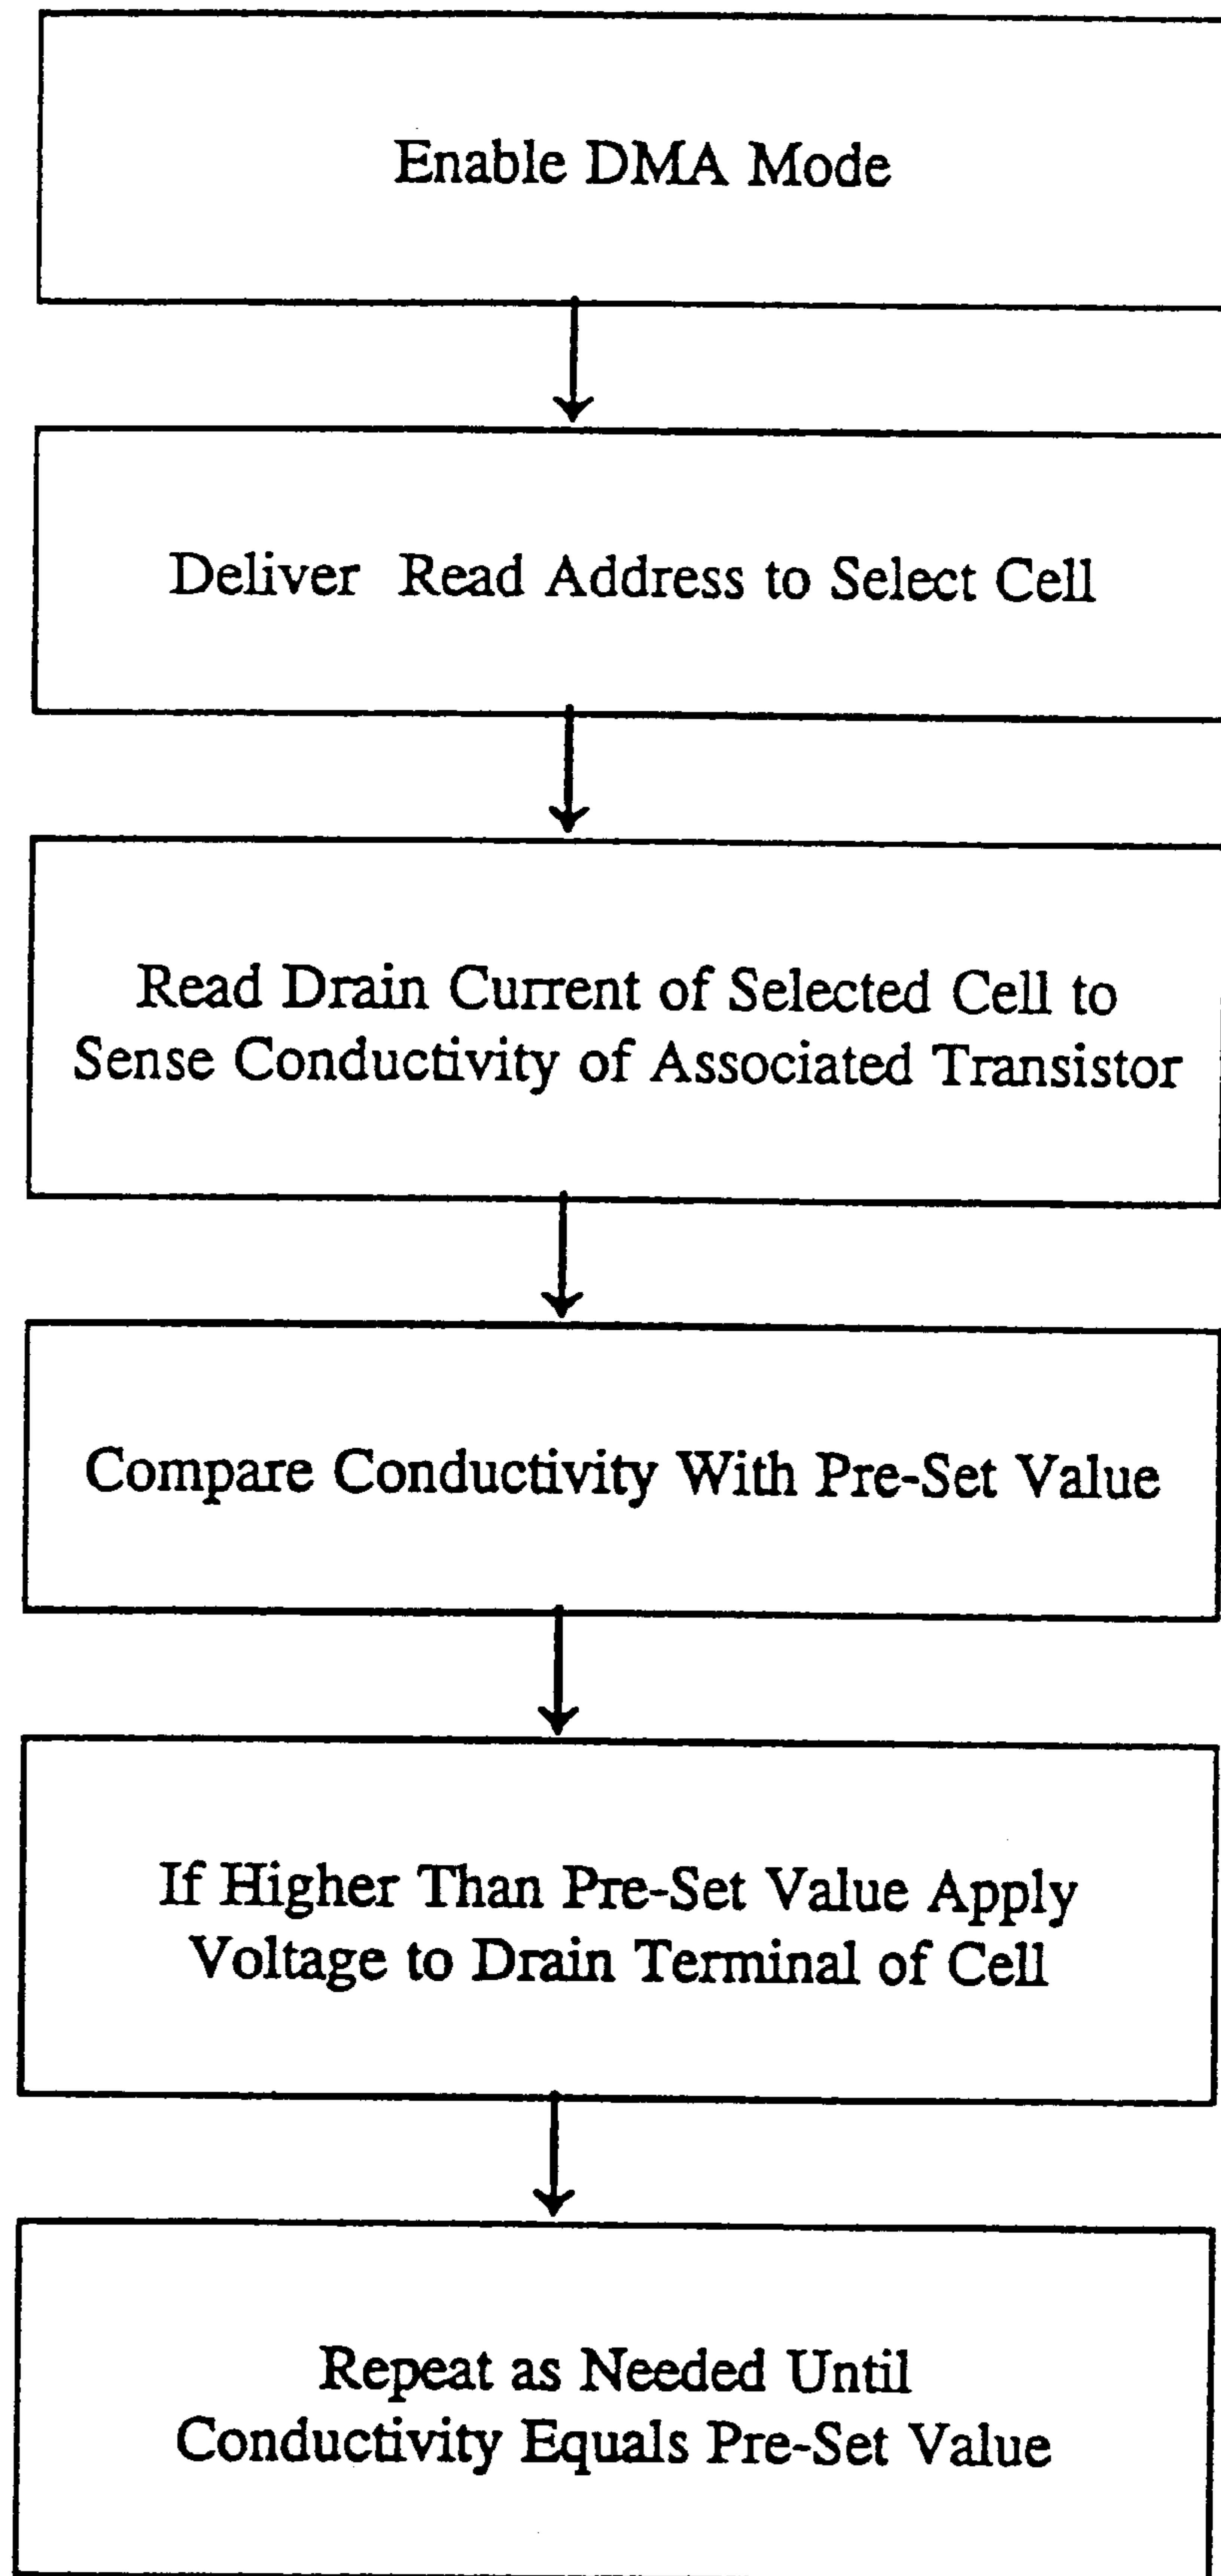 Enable DMA Mode
Deliver Read Address to Select Cell
Read Drain Current of Selected Cell to
Sense Conductivity of Associated Transistor
Compare Conductivity With Pre-Set Value
If Higher Than Pre-Set Value Apply
Voltage to Drain Terminal of Cell
Repeat as Needed Until
Conductivity Equals Pre-Set Value